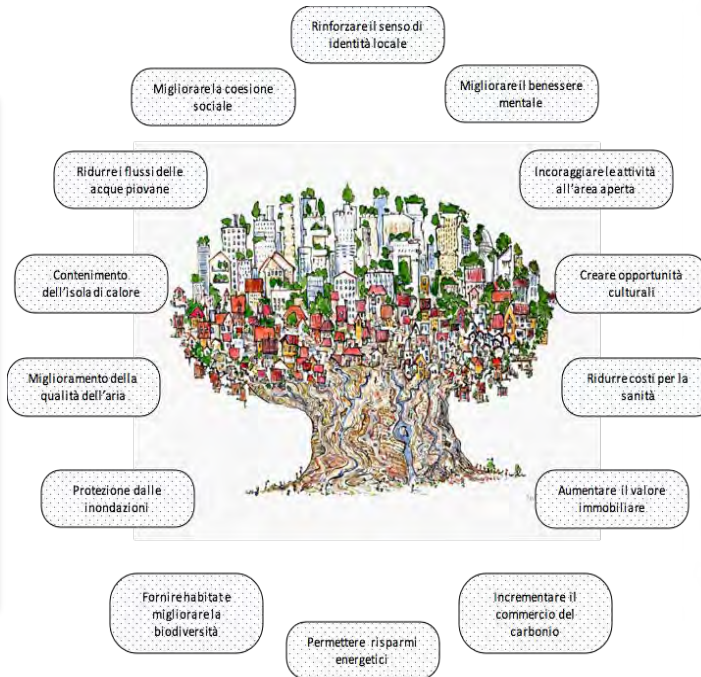 Rinforzare il senso di
identità locale
Migliorare la coesione
sociale
Migliorare il benessere
mentale
Ridurre i flussi delle
acque piovane
Incoraggiare le attività
all'area aperta
Contenimento
dell'isola di calore
Creare opportunità
culturali
Miglioramento della
qualità dell'aria
Ridurre costi per la
sanità
Protezione dalle
inondazioni
Aumentare il valore
immobiliare
Fornire habitat e
migliorare la
biodiversità
Incrementare il
commercio del
carbonio
Permettere risparmi
energetici